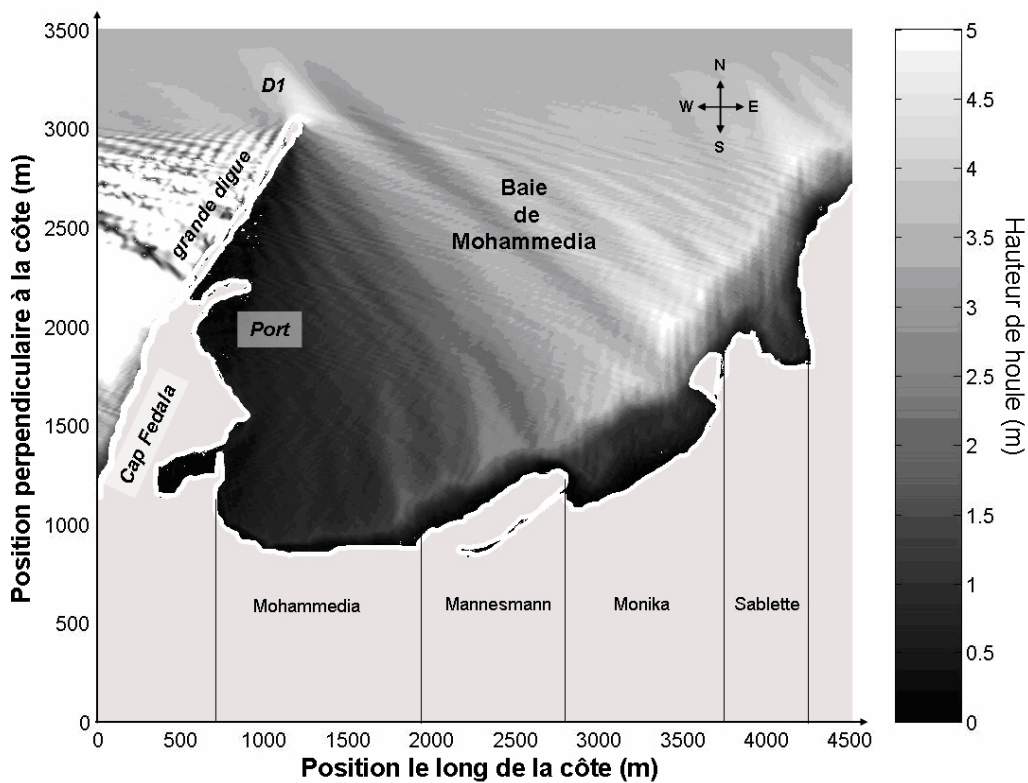 3500
3000
2500
2000
1500
1000
500
0
Position perpendiculaire à la côte (m)
D1
grande digue
N
W E
S
Baie
de
Mohammedia
Port
Cap Fedala
Mohammedia
Mannesmann
Monika
Sablette
0 500 1000 1500 2000 2500 3000 3500 4000 4500
Position le long de la côte (m)
5
4.5
4
3.5
3
2.5
2
1.5
1
0.5
0
Hauteur de houle (m)